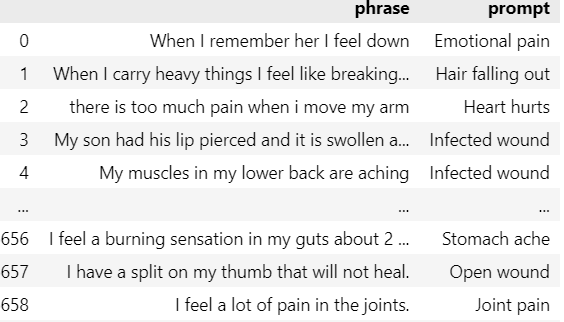 phrase prompt
0 When I remember her I feel down Emotional pain
1 When I carry heavy things I feel like breaking... Hair falling out
2 there is too much pain when i move my arm Heart hurts
3 My son had his lip pierced and it is swollen a... Infected wound
4 My muscles in my lower back are aching Infected wound
... ... ...
656 I feel a burning sensation in my guts about 2 ... Stomach ache
657 I have a split on my thumb that will not heal. Open wound
658 I feel a lot of pain in the joints. Joint pain